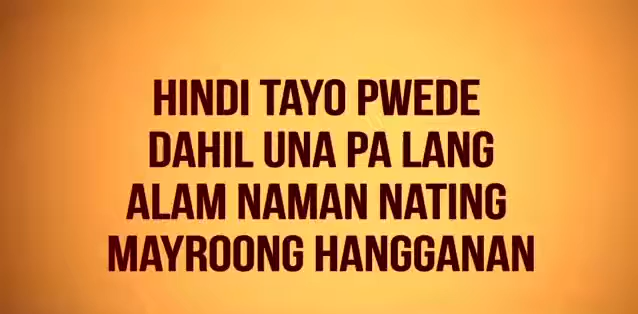 HINDI TAYO PWEDE
DAHIL UNA PA LANG
ALAM NAMAN NATING
MAYROONG HANGGANAN